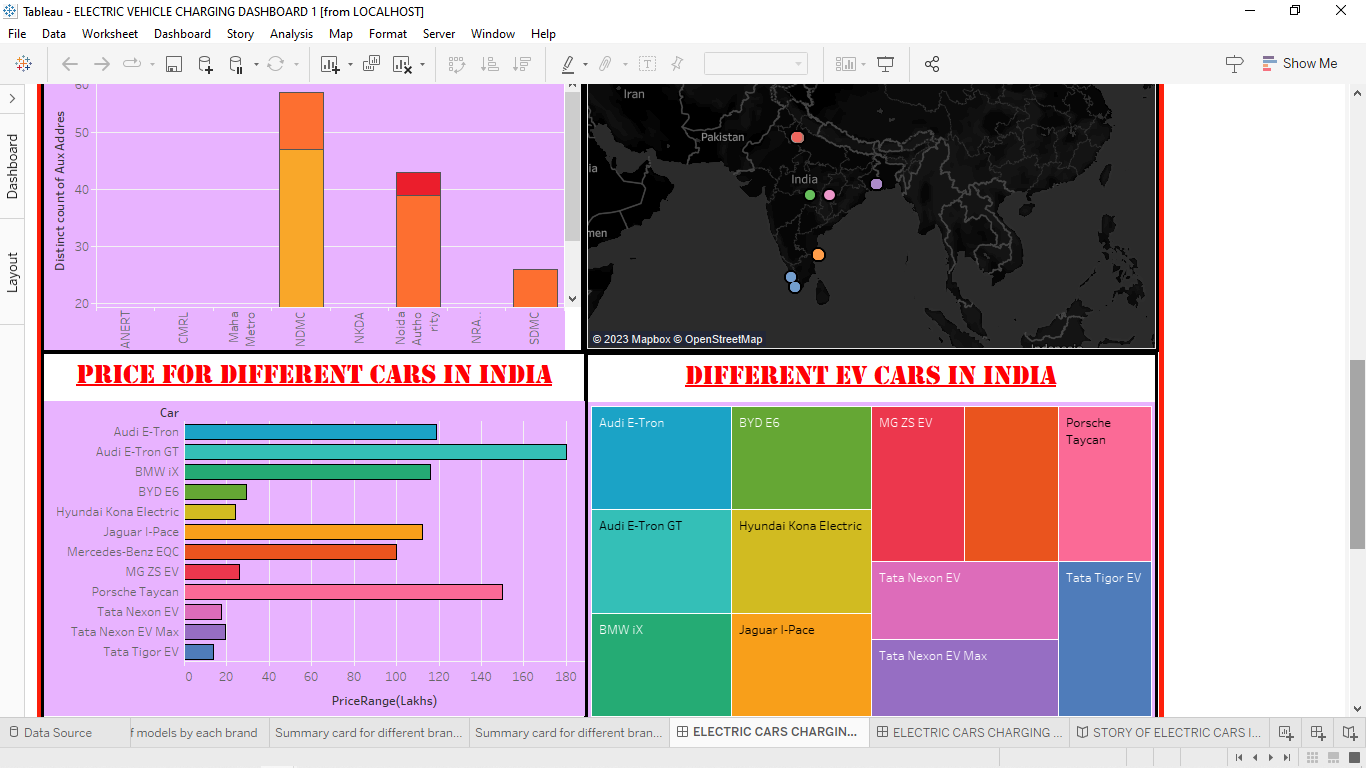 Tableau - ELECTRIC VEHICLE CHARGING DASHBOARD 1 [from LOCALHOST]
File Data Worksheet Dashboard Story Analysis Map Format Server Window Help
Show Me
Dashboard
Layout
Distinct count of Aux Addres
60
50
40
30
20
ANERT
CMRL
Maha
Metro
NDMC
NKDA
Noida
Autho
rity
NRA..
SDMC
Iran
Pakistan
India
ia
men
Indonesia
© 2023 Mapbox © OpenStreetMap
PRICE FOR DIFFERENT CARS IN INDIA
Car
Audi E-Tron
Audi E-Tron GT
BMW iX
BYD E6
Hyundai Kona Electric
Jaguar I-Pace
Mercedes-Benz EQC
MG ZS EV
Porsche Taycan
Tata Nexon EV
Tata Nexon EV Max
Tata Tigor EV
0 20 40 60 80 100 120 140 160 180
PriceRange(Lakhs)
DIFFERENT EV CARS IN INDIA
Audi E-Tron
Audi E-Tron GT
BMW iX
BYD E6
Hyundai Kona Electric
Jaguar I-Pace
MG ZS EV
Porsche
Taycan
Tata Nexon EV
Tata Nexon EV Max
Tata Tigor EV
Data Source
f models by each brand
Summary card for different bran...
Summary card for different bran...
ELECTRIC CARS CHARGIN...
ELECTRIC CARS CHARGING ...
STORY OF ELECTRIC CARS I...